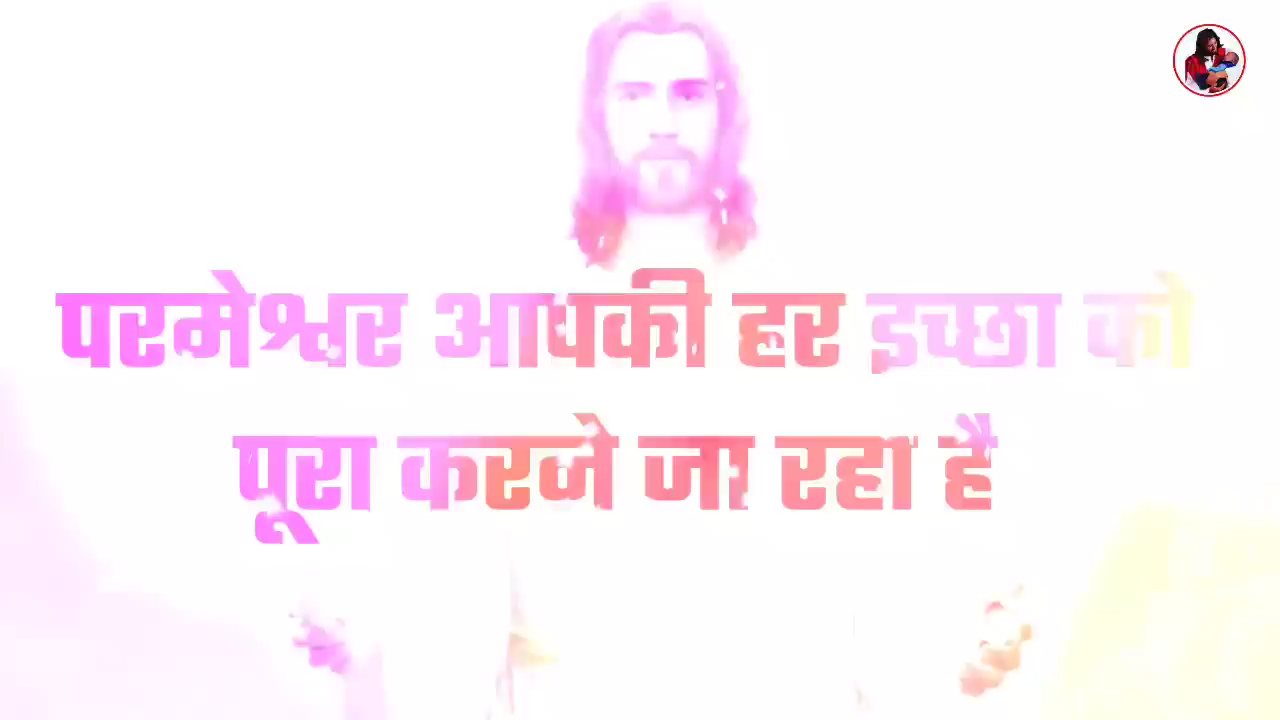 परमेश्वर आपकी हर इच्छा को
पूरा करने जा रहा है